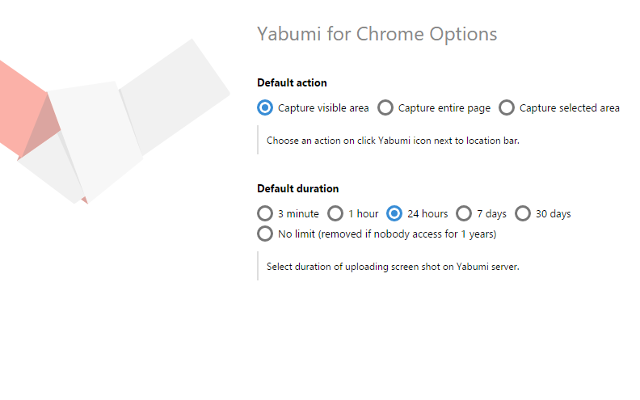 Yabumi for Chrome Options
Default action
Capture visible area Capture entire page Capture selected area
Choose an action on click Yabumi icon next to location bar.
Default duration
3 minute 1 hour 24 hours 7 days 30 days
No limit (removed if nobody access for 1 years)
Select duration of uploading screen shot on Yabumi server.